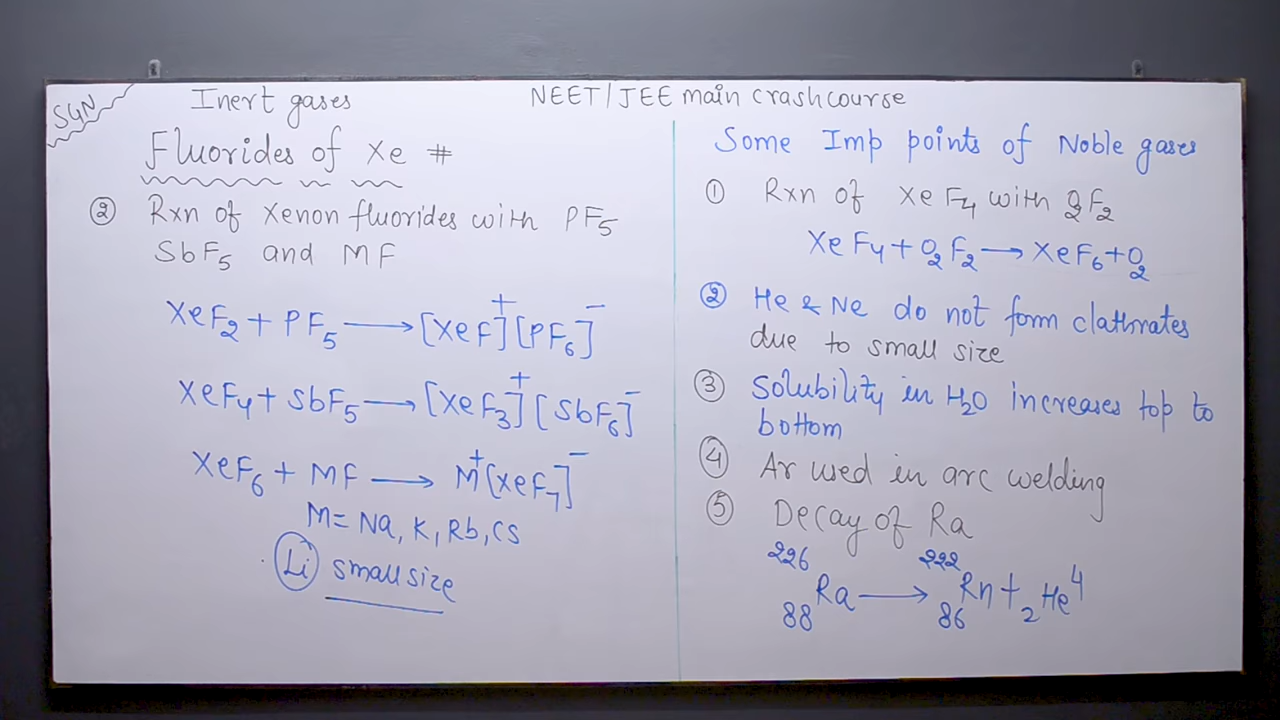 SGN
Inert gases
NEET/JEE main crashcourse
Fluorides of Xe #
② Rxn of Xenon fluorides with PF₅
SbF₅ and MF
XeF₂ + PF₅ ⟶ [XeF]⁺[PF₆]⁻
XeF₄ + SbF₅ ⟶ [XeF₃]⁺[SbF₆]⁻
XeF₆ + MF ⟶ M⁺[XeF₇]⁻
M = Na, K, Rb, Cs
Li small size
Some Imp points of Noble gases
① Rxn of XeF₄ with O₂F₂
XeF₄ + O₂F₂ ⟶ XeF₆ + O₂
② He & Ne do not form clathrates
due to small size
③ Solubility in H₂O increases top to
bottom
④ Ar used in arc welding
⑤ Decay of Ra
²²⁶₈₈Ra ⟶ ²²²₈₆Rn + ₂He⁴